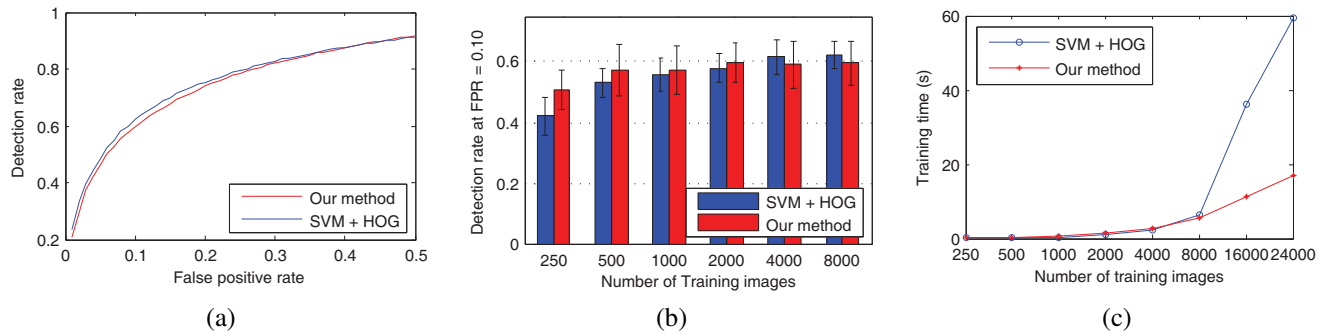 1
0.8
0.6
0.4
0.2
0 0.1 0.2 0.3 0.4 0.5
Detection rate
False positive rate
Our method
SVM + HOG
(a)
0.6
0.4
0.2
0
250 500 1000 2000 4000 8000
Detection rate at FPR = 0.10
Number of Training images
SVM + HOG
Our method
(b)
60
40
20
0
250 500 1000 2000 4000 8000 16000 24000
Training time (s)
Number of training images
SVM + HOG
Our method
(c)